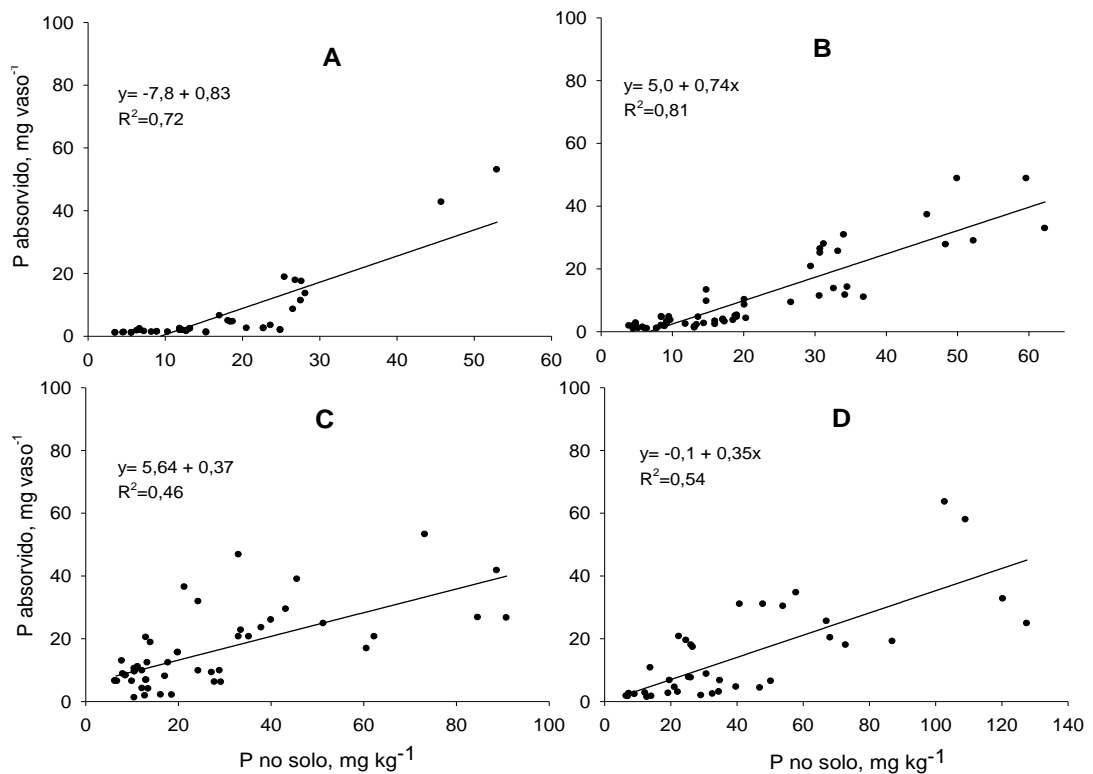 A
y= -7,8 + 0,83
R²=0,72
P absorvido, mg vaso⁻¹
100
80
60
40
20
0
0 10 20 30 40 50 60
B
y= 5,0 + 0,74x
R²=0,81
100
80
60
40
20
0
0 10 20 30 40 50 60
C
y= 5,64 + 0,37
R²=0,46
P absorvido, mg vaso⁻¹
100
80
60
40
20
0
0 20 40 60 80 100
P no solo, mg kg⁻¹
D
y= -0,1 + 0,35x
R²=0,54
100
80
60
40
20
0
0 20 40 60 80 100 120 140
P no solo, mg kg⁻¹